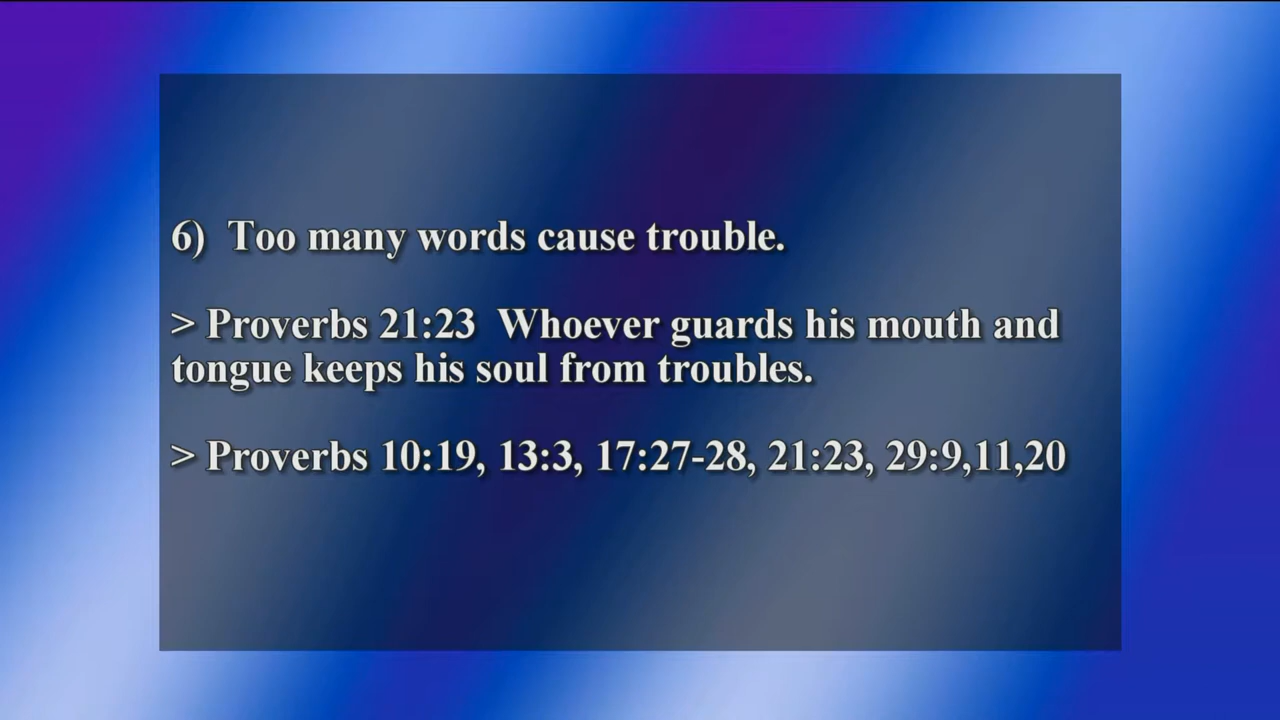 6)  Too many words cause trouble.
> Proverbs 21:23  Whoever guards his mouth and
tongue keeps his soul from troubles.
> Proverbs 10:19, 13:3, 17:27-28, 21:23, 29:9,11,20